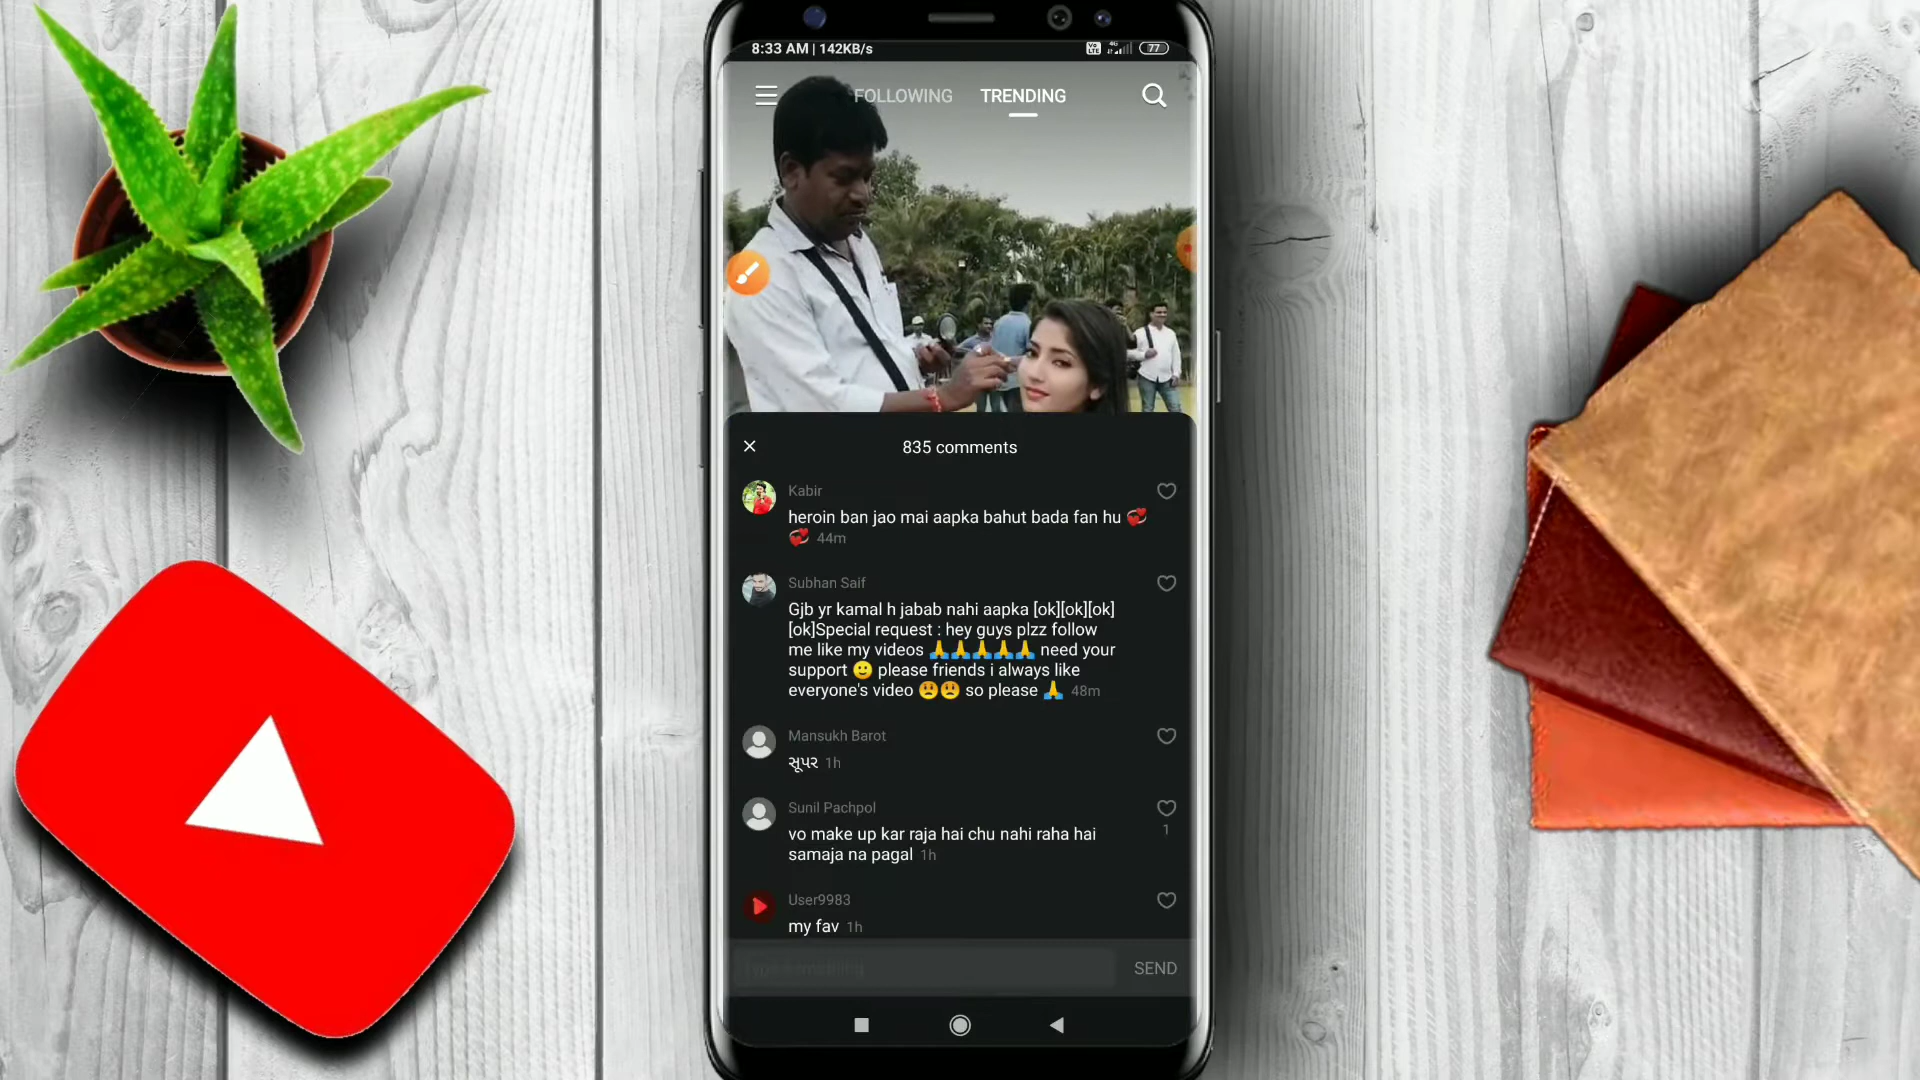 8:33 AM | 142KB/s
Vo LTE 4G 77
FOLLOWING TRENDING
835 comments
Kabir
heroin ban jao mai aapka bahut bada fan hu 💞
💞 44m
Subhan Saif
Gjb yr kamal h jabab nahi aapka [ok][ok][ok]
[ok]Special request : hey guys plzz follow
me like my videos 🙏🙏🙏🙏🙏 need your
support 🙂 please friends i always like
everyone's video 😢😢 so please 🙏 48m
Mansukh Barot
સૂપર 1h
Sunil Pachpol
1
vo make up kar raja hai chu nahi raha hai
samaja na pagal 1h
User9983
my fav 1h
SEND